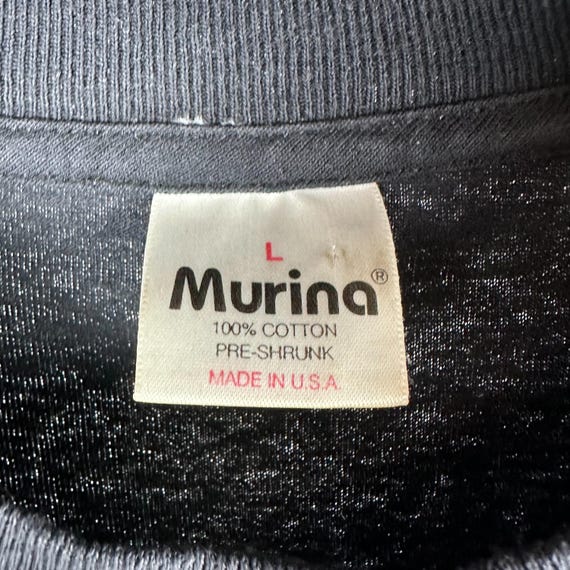 L
Murina®
100% COTTON
PRE-SHRUNK
MADE IN U.S.A.